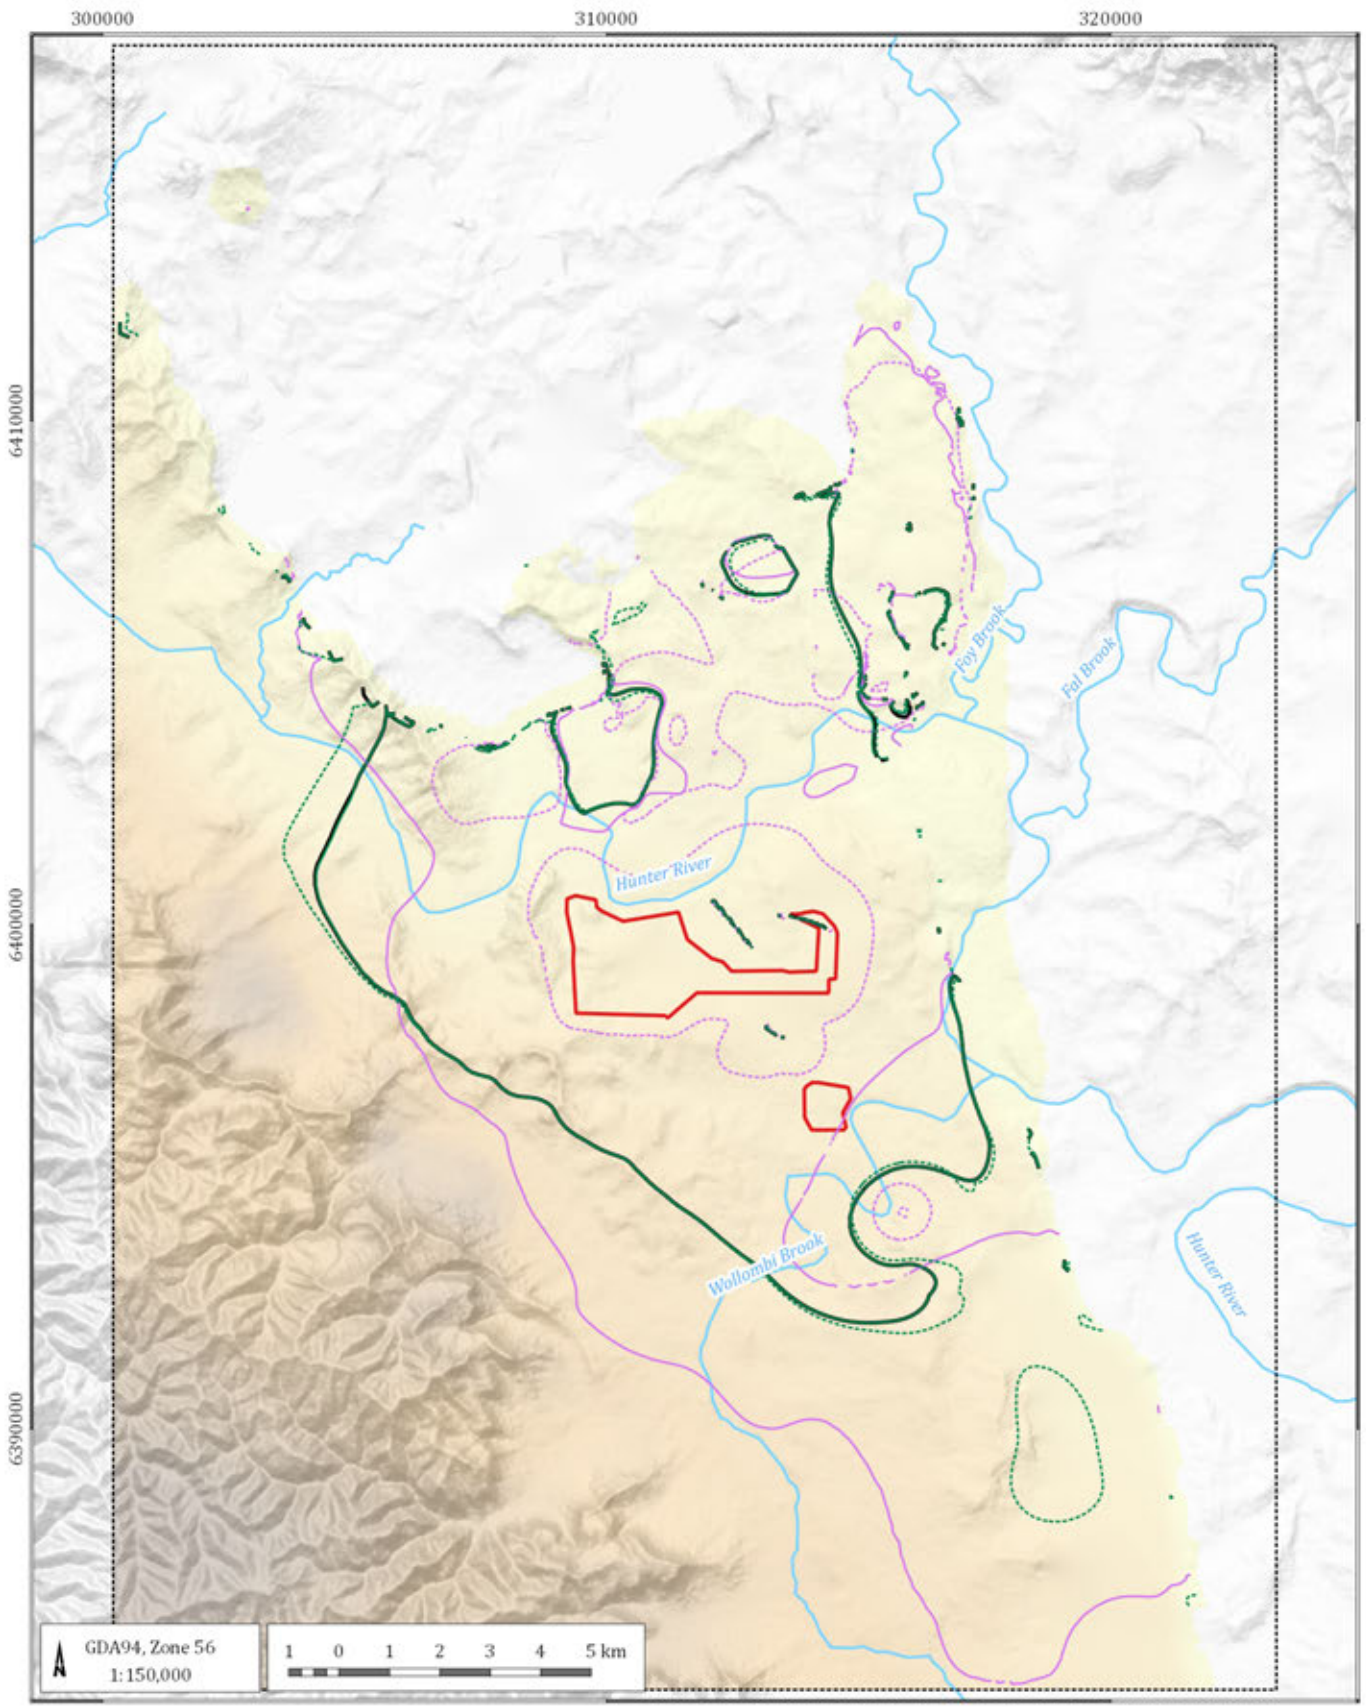 300000
310000
320000
6410000
Foy Brook
Fal Brook
Hunter River
6400000
Wollombi Brook
Hunter River
6390000
GDA94, Zone 56
1:150,000
1 0 1 2 3 4 5 km